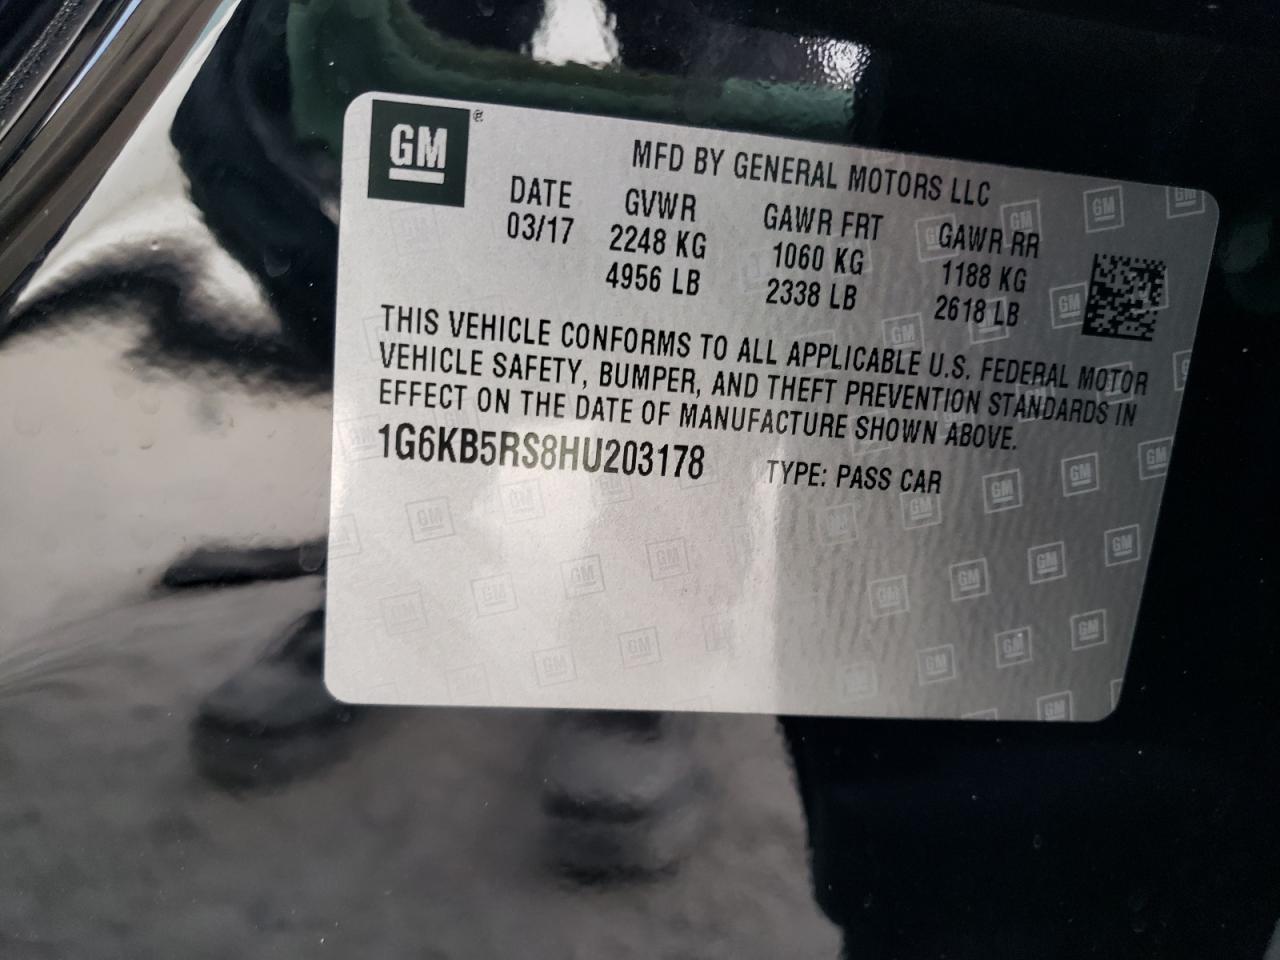 GM®
MFD BY GENERAL MOTORS LLC
DATE GVWR GAWR FRT GAWR RR
03/17 2248 KG 1060 KG 1188 KG
4956 LB 2338 LB 2618 LB
THIS VEHICLE CONFORMS TO ALL APPLICABLE U.S. FEDERAL MOTOR
VEHICLE SAFETY, BUMPER, AND THEFT PREVENTION STANDARDS IN
EFFECT ON THE DATE OF MANUFACTURE SHOWN ABOVE.
1G6KB5RS8HU203178 TYPE: PASS CAR